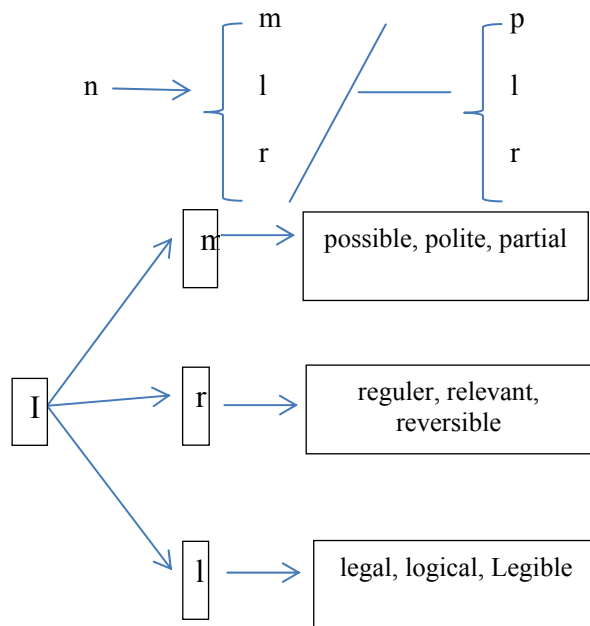 m p
n l l
r r
m possible, polite, partial
I r reguler, relevant,
reversible
l legal, logical, Legible